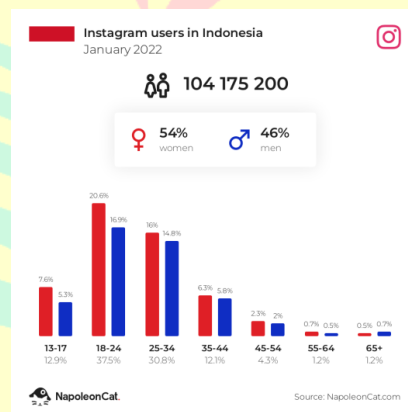 Instagram users in Indonesia
January 2022
104 175 200
54% 46%
women men
20.6%
16.9%
16%
14.8%
7.6%
5.3%
6.3%
5.8%
2.3%
2%
0.7%
0.5%
0.5%
0.7%
13-17 18-24 25-34 35-44 45-54 55-64 65+
12.9% 37.5% 30.8% 12.1% 4.3% 1.2% 1.2%
NapoleonCat. Source: NapoleonCat.com